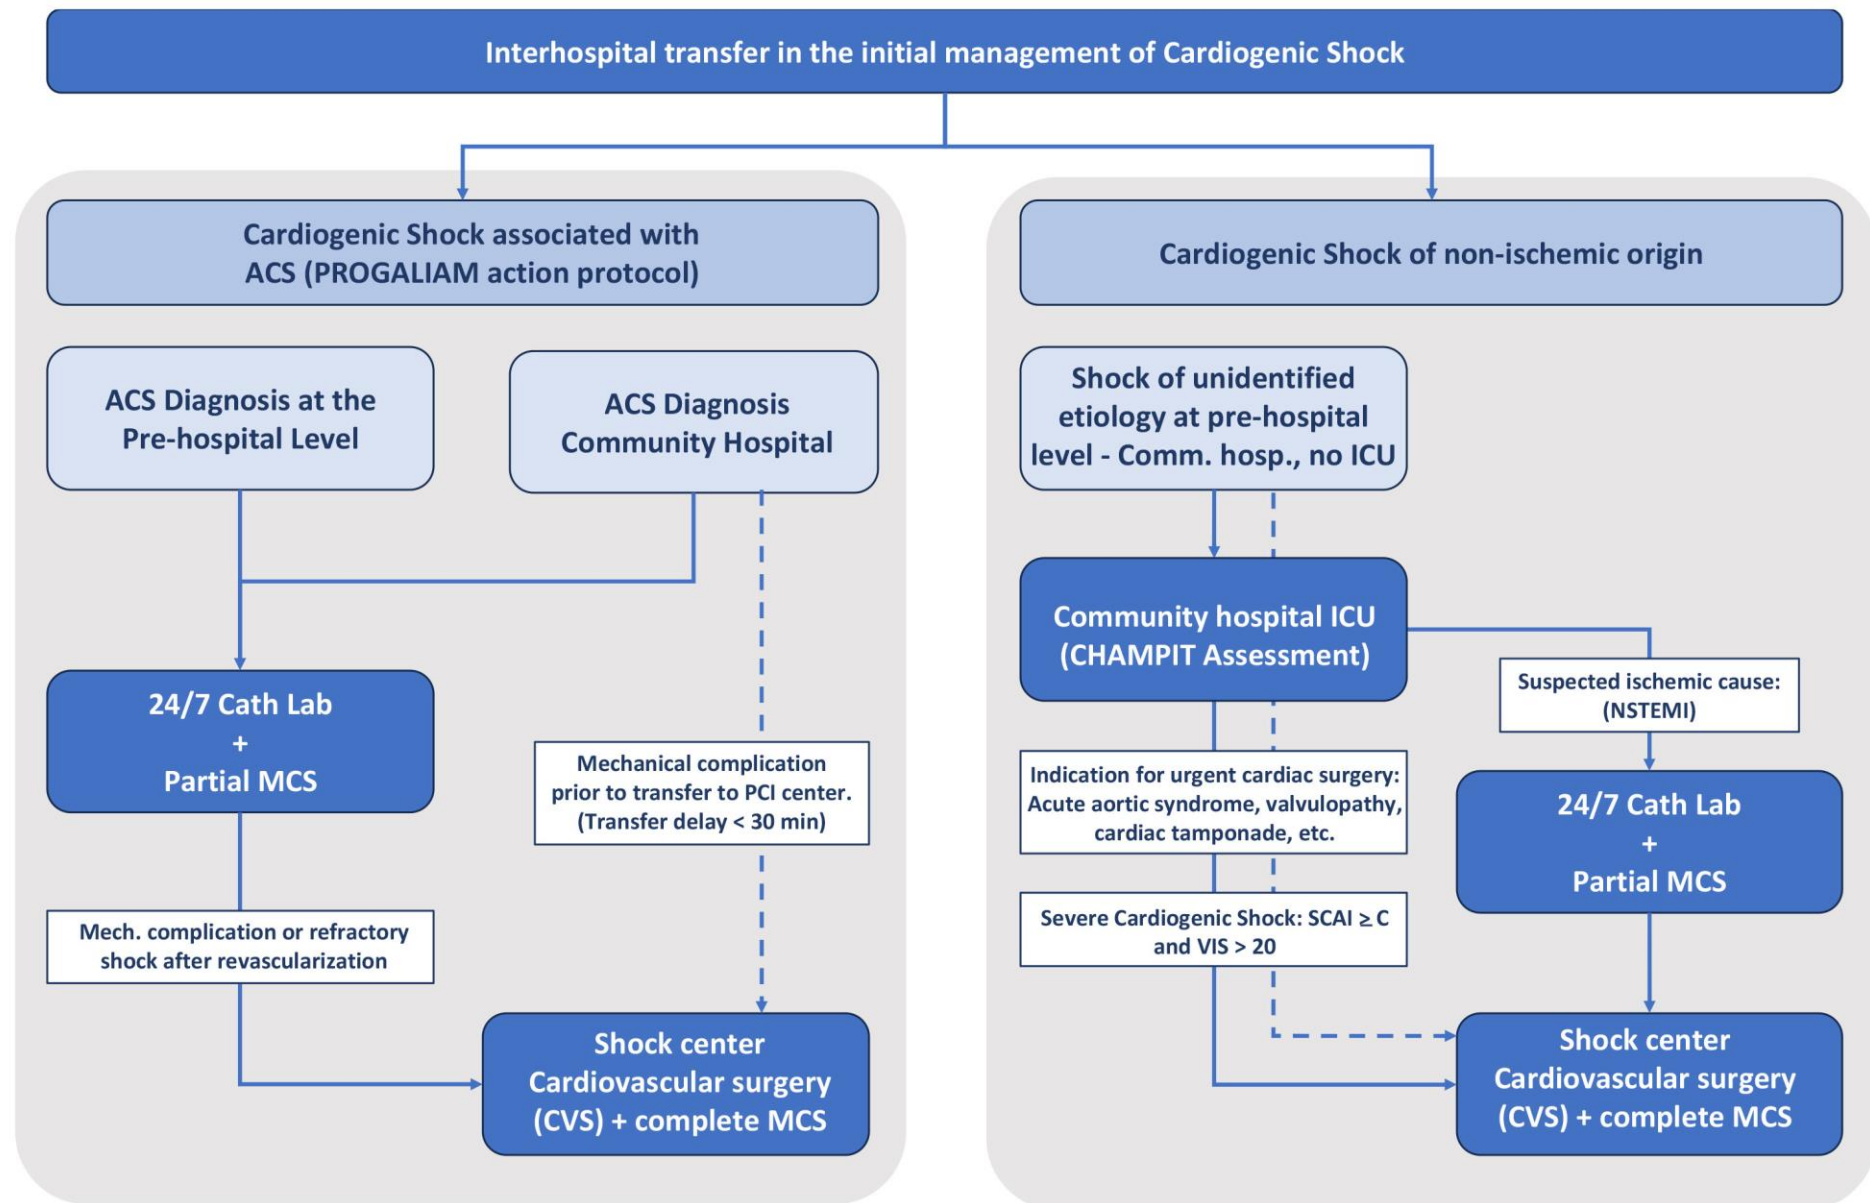 Interhospital transfer in the initial management of Cardiogenic Shock
Cardiogenic Shock associated with
ACS (PROGALIAM action protocol)
ACS Diagnosis at the
Pre-hospital Level
ACS Diagnosis
Community Hospital
24/7 Cath Lab
+
Partial MCS
Mechanical complication
prior to transfer to PCI center.
(Transfer delay < 30 min)
Mech. complication or refractory
shock after revascularization
Shock center
Cardiovascular surgery
(CVS) + complete MCS
Cardiogenic Shock of non-ischemic origin
Shock of unidentified
etiology at pre-hospital
level - Comm. hosp., no ICU
Community hospital ICU
(CHAMPIT Assessment)
Suspected ischemic cause:
(NSTEMI)
Indication for urgent cardiac surgery:
Acute aortic syndrome, valvulopathy,
cardiac tamponade, etc.
24/7 Cath Lab
+
Partial MCS
Severe Cardiogenic Shock: SCAI ≥ C
and VIS > 20
Shock center
Cardiovascular surgery
(CVS) + complete MCS